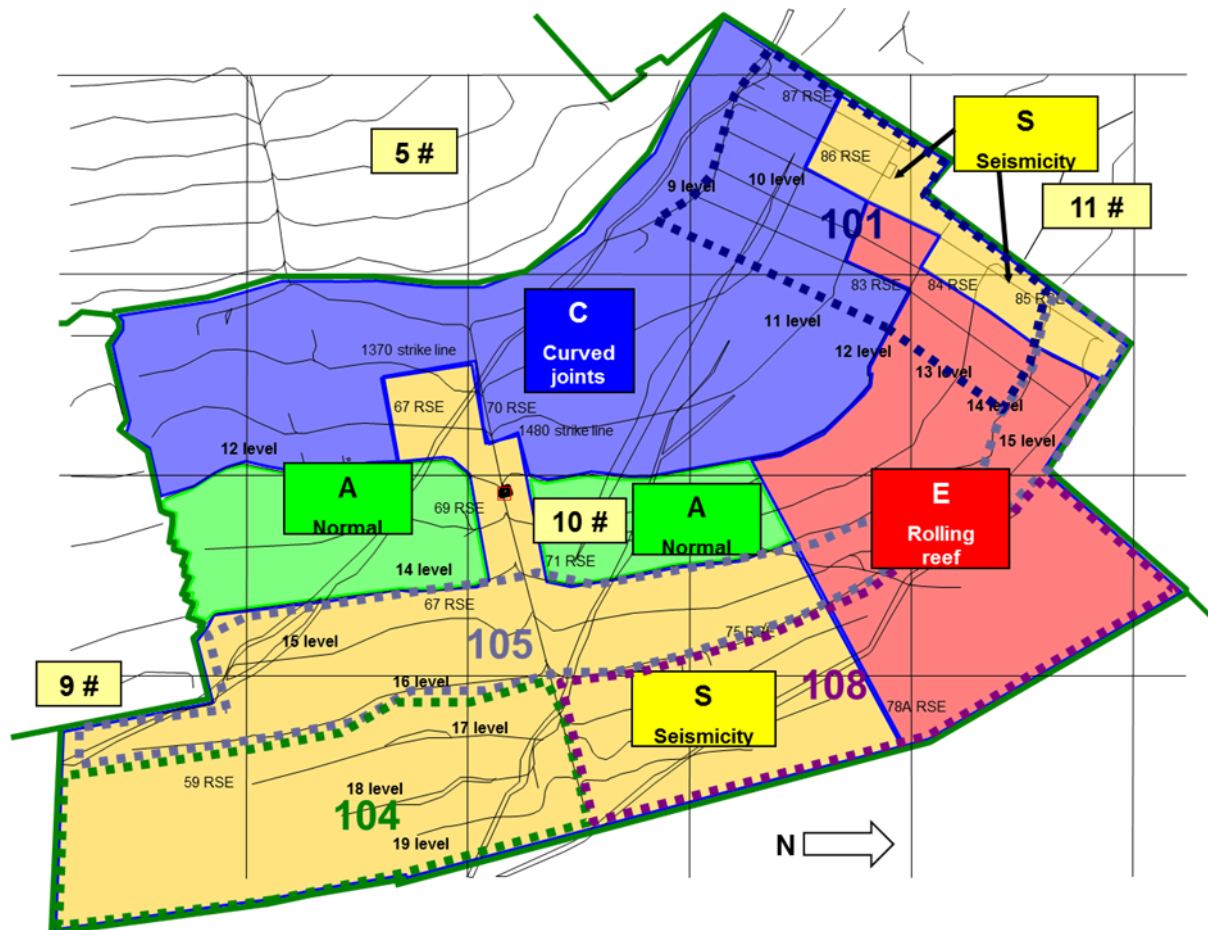 87 RSE
S
Seismicity
5 #
86 RSE
9 level
10 level
11 #
101
83 RSE
84 RSE
85 RSE
C
Curved
joints
11 level
12 level
1370 strike line
13 level
67 RSE
70 RSE
14 level
1480 strike line
15 level
12 level
A
Normal
69 RSE
10 #
A
Normal
E
Rolling
reef
71 RSE
14 level
67 RSE
15 level
105
75 RSE
9 #
16 level
108
S
Seismicity
78A RSE
17 level
59 RSE
18 level
104
19 level
N